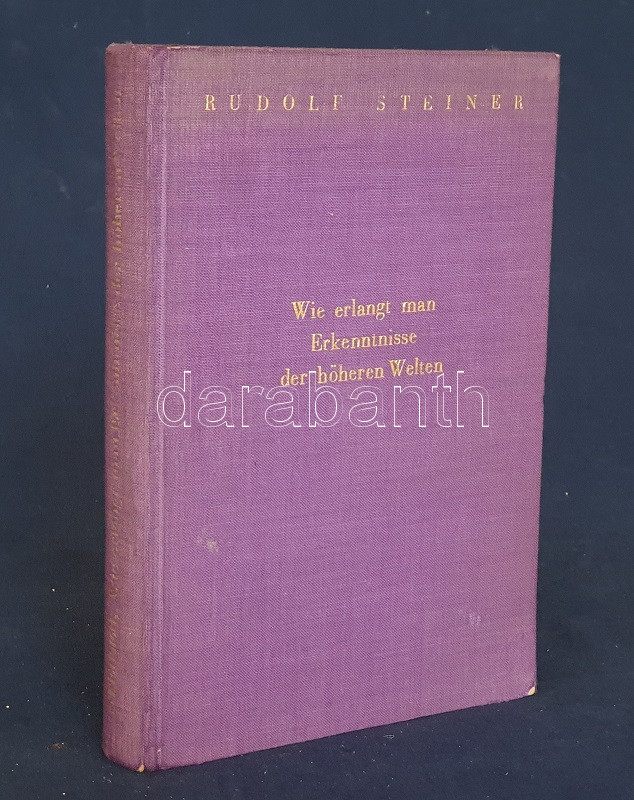 RUDOLF STEINER
Wie erlangt man
Erkenntnisse
der höheren Welten
darabanth